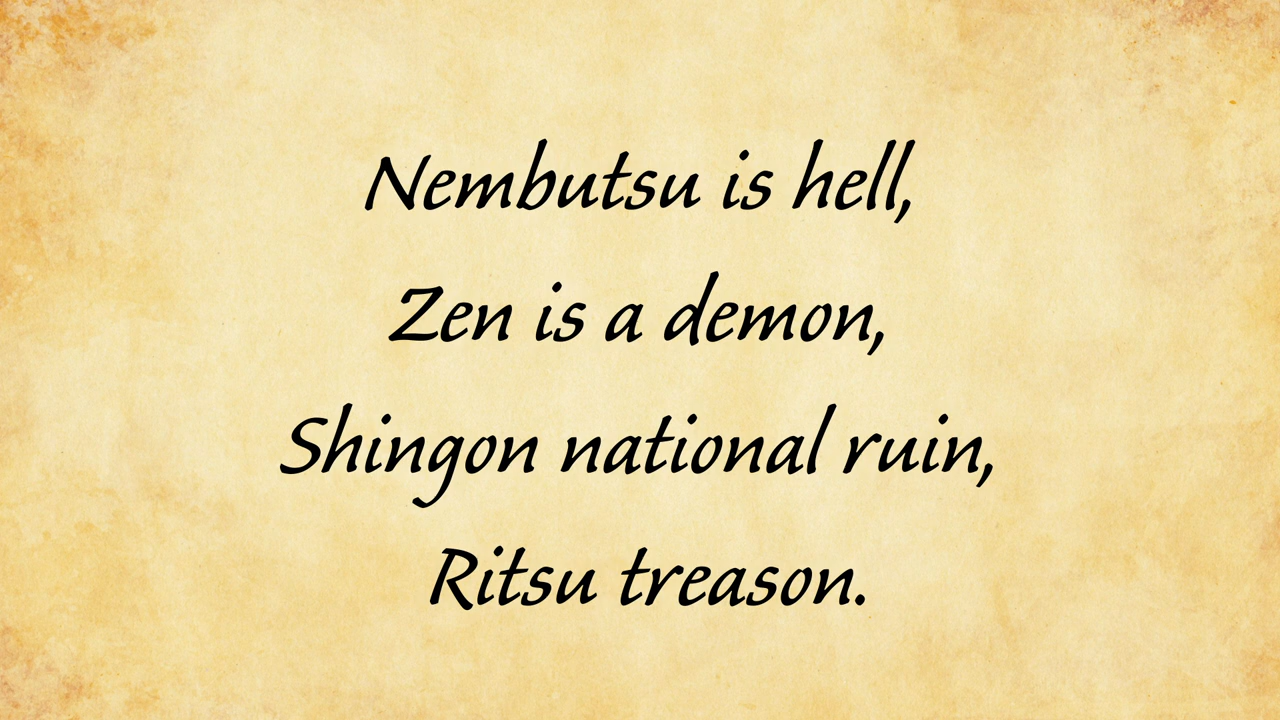 Nembutsu is hell,
Zen is a demon,
Shingon national ruin,
Ritsu treason.